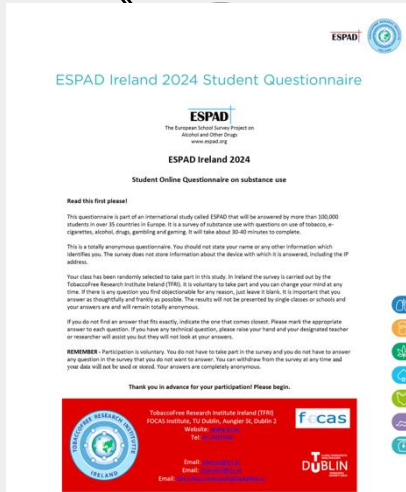 ESPAD
ESPAD Ireland 2024 Student Questionnaire
ESPAD
The European School Survey Project on
Alcohol and Other Drugs
www.espad.org
ESPAD Ireland 2024
Student Online Questionnaire on substance use
Read this first please!
This questionnaire is part of an international study called ESPAD that will be answered by more than 100,000
students in over 35 countries in Europe. It is a survey of substance use with questions on use of tobacco, e-
cigarettes, alcohol, drugs, gambling and gaming. It will take about 30-40 minutes to complete.
This is a totally anonymous questionnaire. You should not state your name or any other information which
identifies you. The survey does not store information about the device with which it is answered, including the IP
address.
Your class has been randomly selected to take part in this study. In Ireland the survey is carried out by the
TobaccoFree Research Institute Ireland (TFRI). It is voluntary to take part and you can change your mind at any
time. If there is any question you find objectionable for any reason, just leave it blank. It is important that you
answer as thoughtfully and frankly as possible. The results will not be presented by single classes or schools and
your answers are and will remain totally anonymous.
If you do not find an answer that fits exactly, indicate the one that comes closest. Please mark the appropriate
answer to each question. If you have any technical question, please raise your hand and your designated teacher
or researcher will assist you but they will not look at your answers.
REMEMBER - Participation is voluntary. You do not have to take part in the survey and you do not have to answer
any question in the survey that you do not want to answer. You can withdraw from the survey at any time and
your data will not be used or stored. Your answers are completely anonymous.
Thank you in advance for your participation! Please begin.
TOBACCOFREE RESEARCH INSTITUTE
IRELAND
TobaccoFree Research Institute Ireland (TFRI)
FOCAS Institute, TU Dublin, Aungier St, Dublin 2
Website:
Tel:
Email:
Email:
Email:
focas
DUBLIN